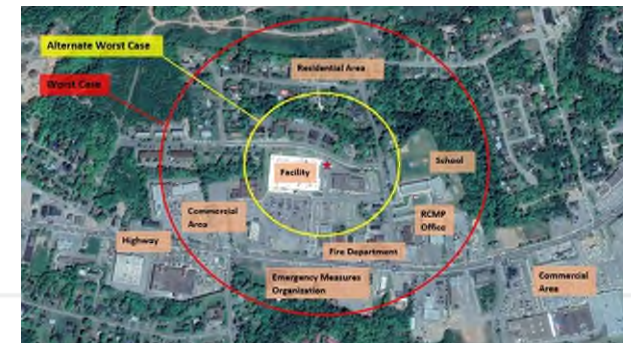 Alternate Worst Case
Worst Case
Residential Area
School
Facility
Commercial
Area
RCMP
Office
Highway
Fire Department
Emergency Measures
Organization
Commercial
Area